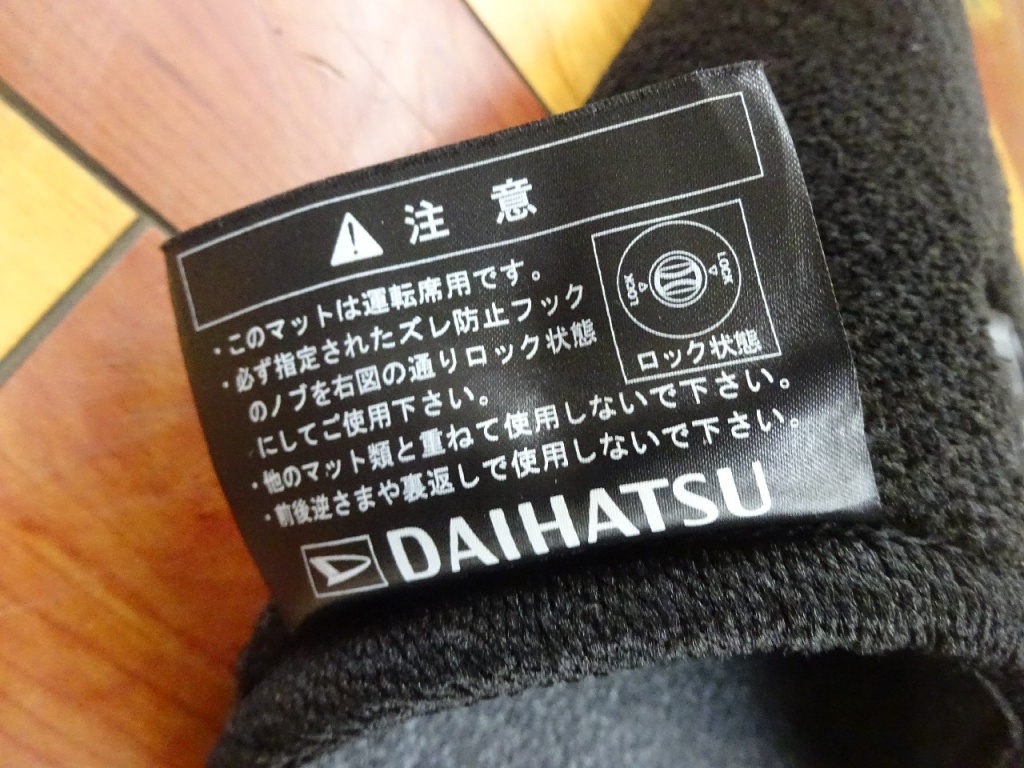 注 意
・このマットは運転席用です。
・必ず指定されたズレ防止フック
のノブを右図の通りロック状態
にしてご使用下さい。
・他のマット類と重ねて使用しないで下さい。
・前後逆さまや裏返しで使用しないで下さい。
LOCK
LOCK
ロック状態
DAIHATSU